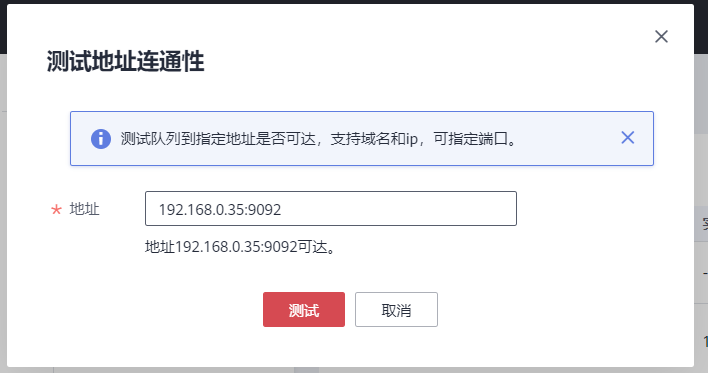 测试地址连通性
测试队列到指定地址是否可达，支持域名和ip，可指定端口。
* 地址 192.168.0.35:9092
地址192.168.0.35:9092可达。
测试 取消